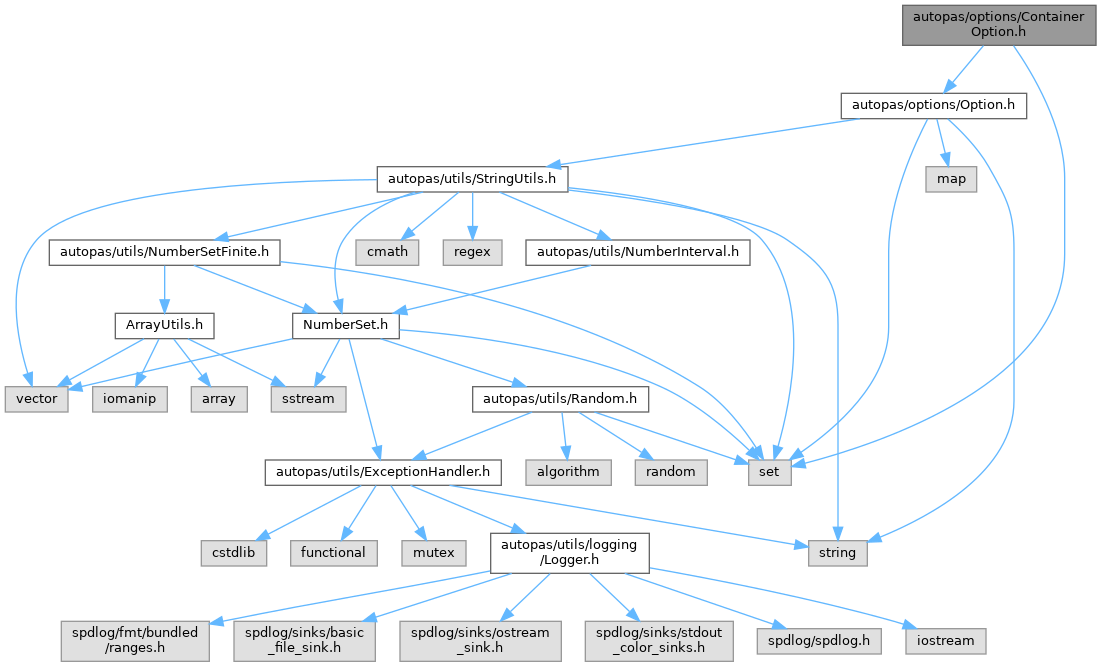 autopas/options/Container
Option.h
autopas/options/Option.h
autopas/utils/StringUtils.h
map
autopas/utils/NumberSetFinite.h
cmath
regex
autopas/utils/NumberInterval.h
ArrayUtils.h
NumberSet.h
vector
iomanip
array
sstream
autopas/utils/Random.h
autopas/utils/ExceptionHandler.h
algorithm
random
set
cstdlib
functional
mutex
autopas/utils/logging
/Logger.h
string
spdlog/fmt/bundled
/ranges.h
spdlog/sinks/basic
_file_sink.h
spdlog/sinks/ostream
_sink.h
spdlog/sinks/stdout
_color_sinks.h
spdlog/spdlog.h
iostream